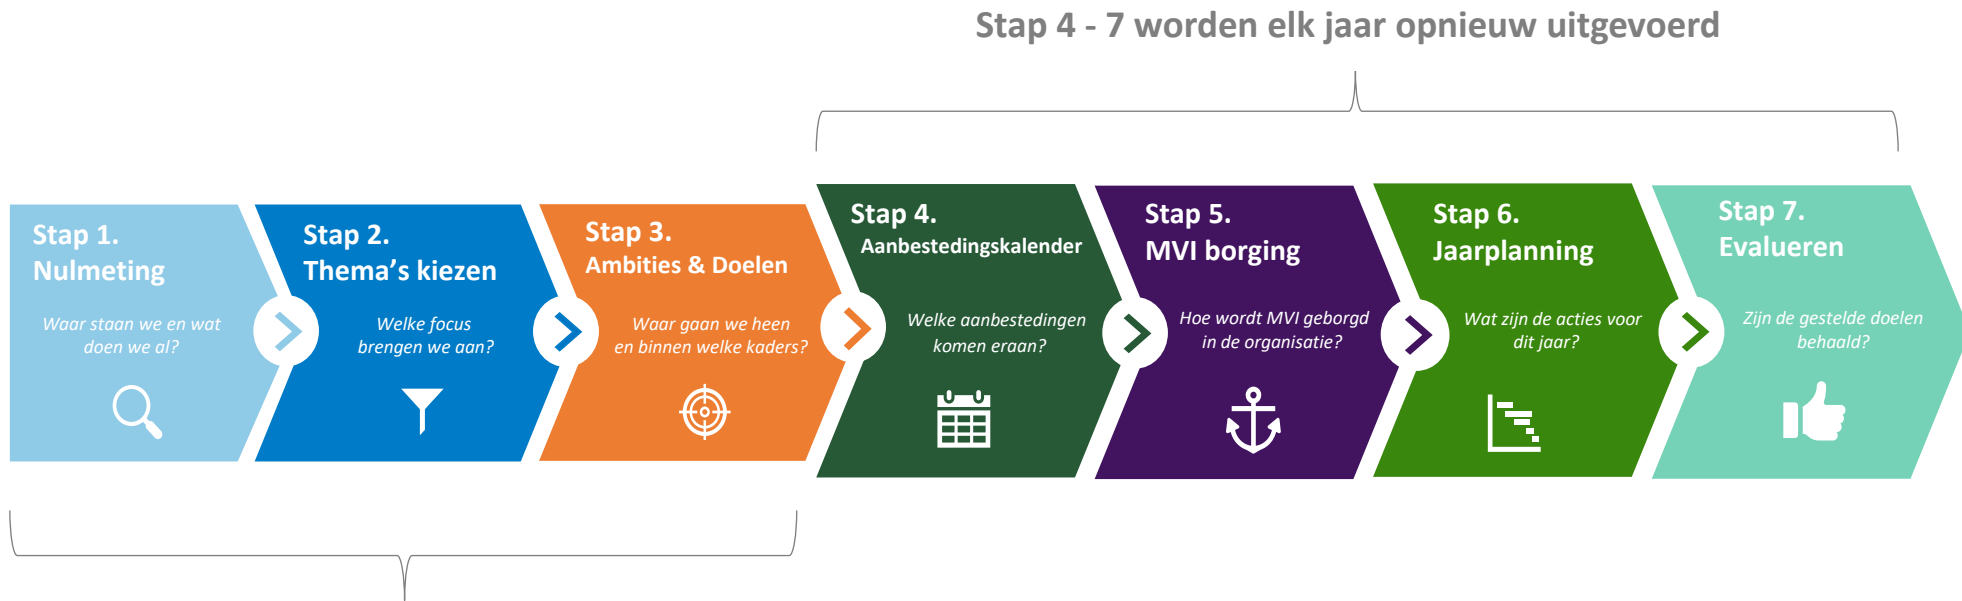 Stap 4 - 7 worden elk jaar opnieuw uitgevoerd
Stap 1.
Nulmeting
Waar staan we en wat
doen we al?
Stap 2.
Thema’s kiezen
Welke focus
brengen we aan?
Stap 3.
Ambities & Doelen
Waar gaan we heen
en binnen welke kaders?
Stap 4.
Aanbestedingskalender
Welke aanbestedingen
komen eraan?
Stap 5.
MVI borging
Hoe wordt MVI geborgd
in de organisatie?
Stap 6.
Jaarplanning
Wat zijn de acties voor
dit jaar?
Stap 7.
Evalueren
Zijn de gestelde doelen
behaald?